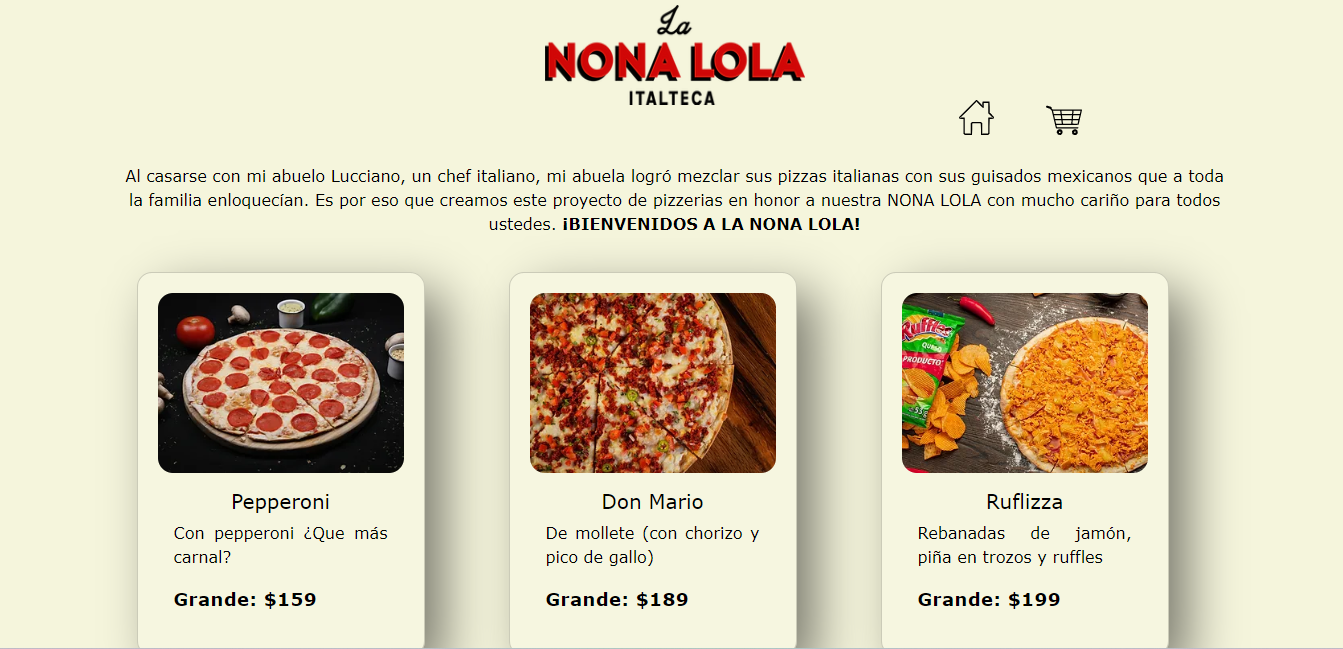 La
NONA LOLA
ITALTECA
Al casarse con mi abuelo Lucciano, un chef italiano, mi abuela logró mezclar sus pizzas italianas con sus guisados mexicanos que a toda
la familia enloquecían. Es por eso que creamos este proyecto de pizzerias en honor a nuestra NONA LOLA con mucho cariño para todos
ustedes. ¡BIENVENIDOS A LA NONA LOLA!
Ruffles
QUESO
PRODUCTO
Pepperoni
Con pepperoni ¿Que más
carnal?
Grande: $159
Don Mario
De mollete (con chorizo y
pico de gallo)
Grande: $189
Ruflizza
Rebanadas de jamón,
piña en trozos y ruffles
Grande: $199